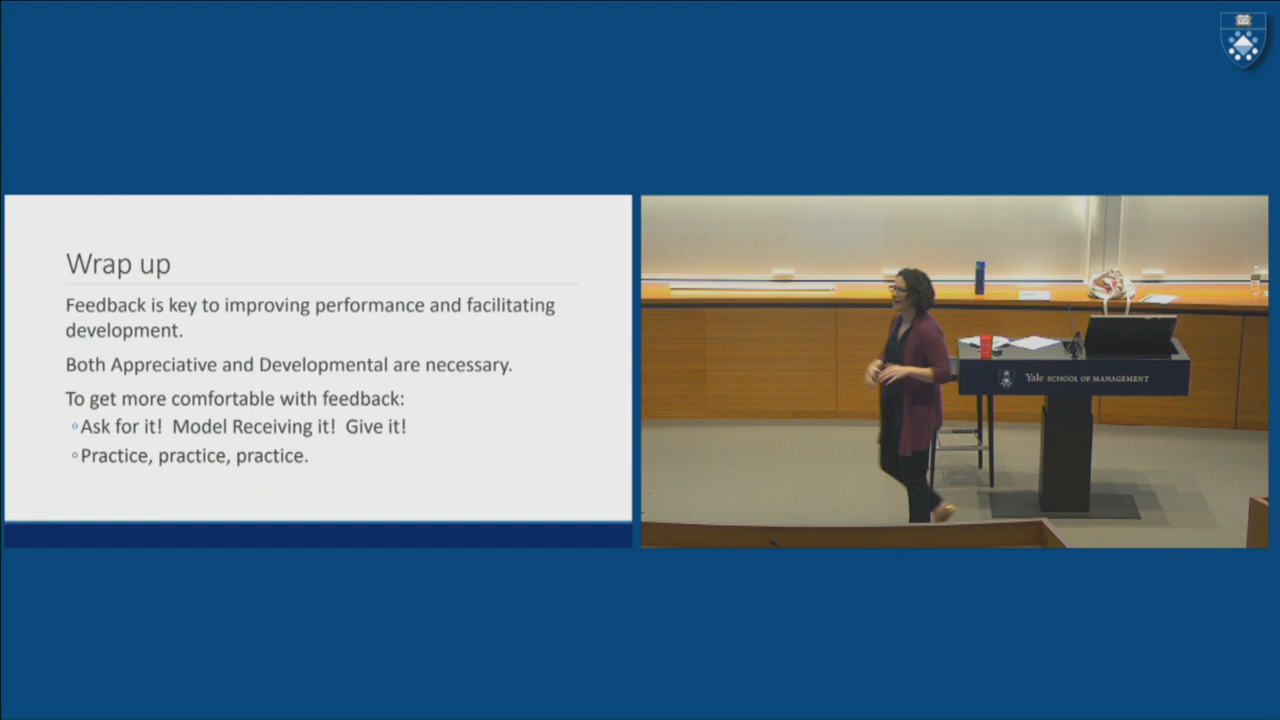 Wrap up
Feedback is key to improving performance and facilitating
development.
Both Appreciative and Developmental are necessary.
To get more comfortable with feedback:
◦Ask for it!  Model Receiving it!  Give it!
◦Practice, practice, practice.
Yale SCHOOL OF MANAGEMENT